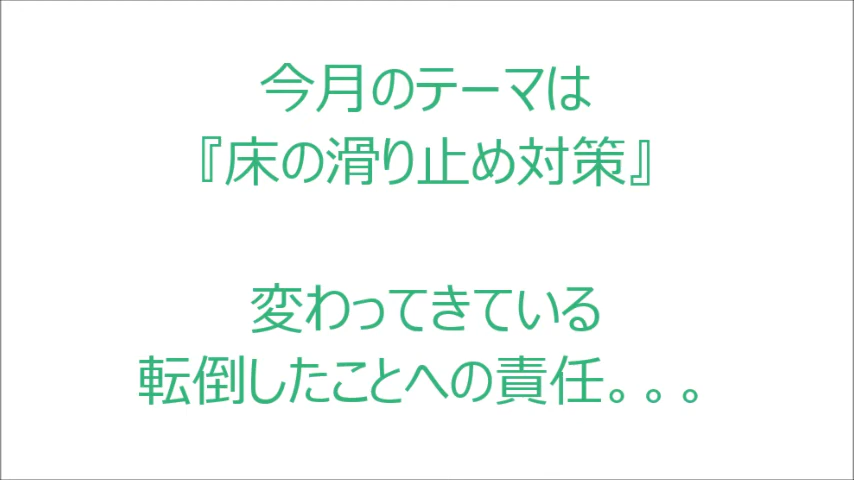 今月のテーマは
『床の滑り止め対策』
変わってきている
転倒したことへの責任。。。